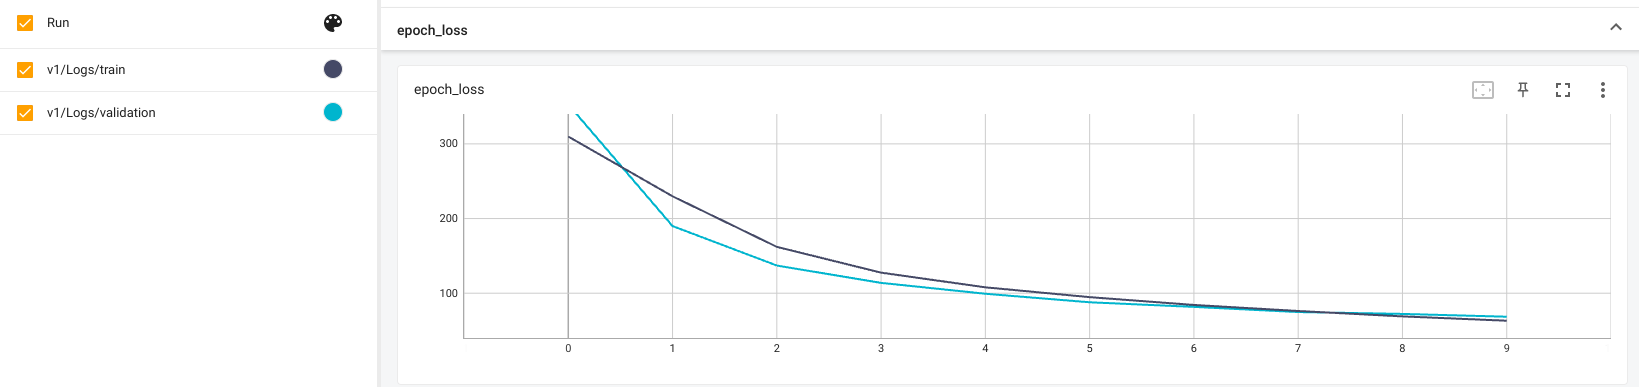 Run
v1/Logs/train
v1/Logs/validation
epoch_loss
epoch_loss
300
200
100
0 1 2 3 4 5 6 7 8 9